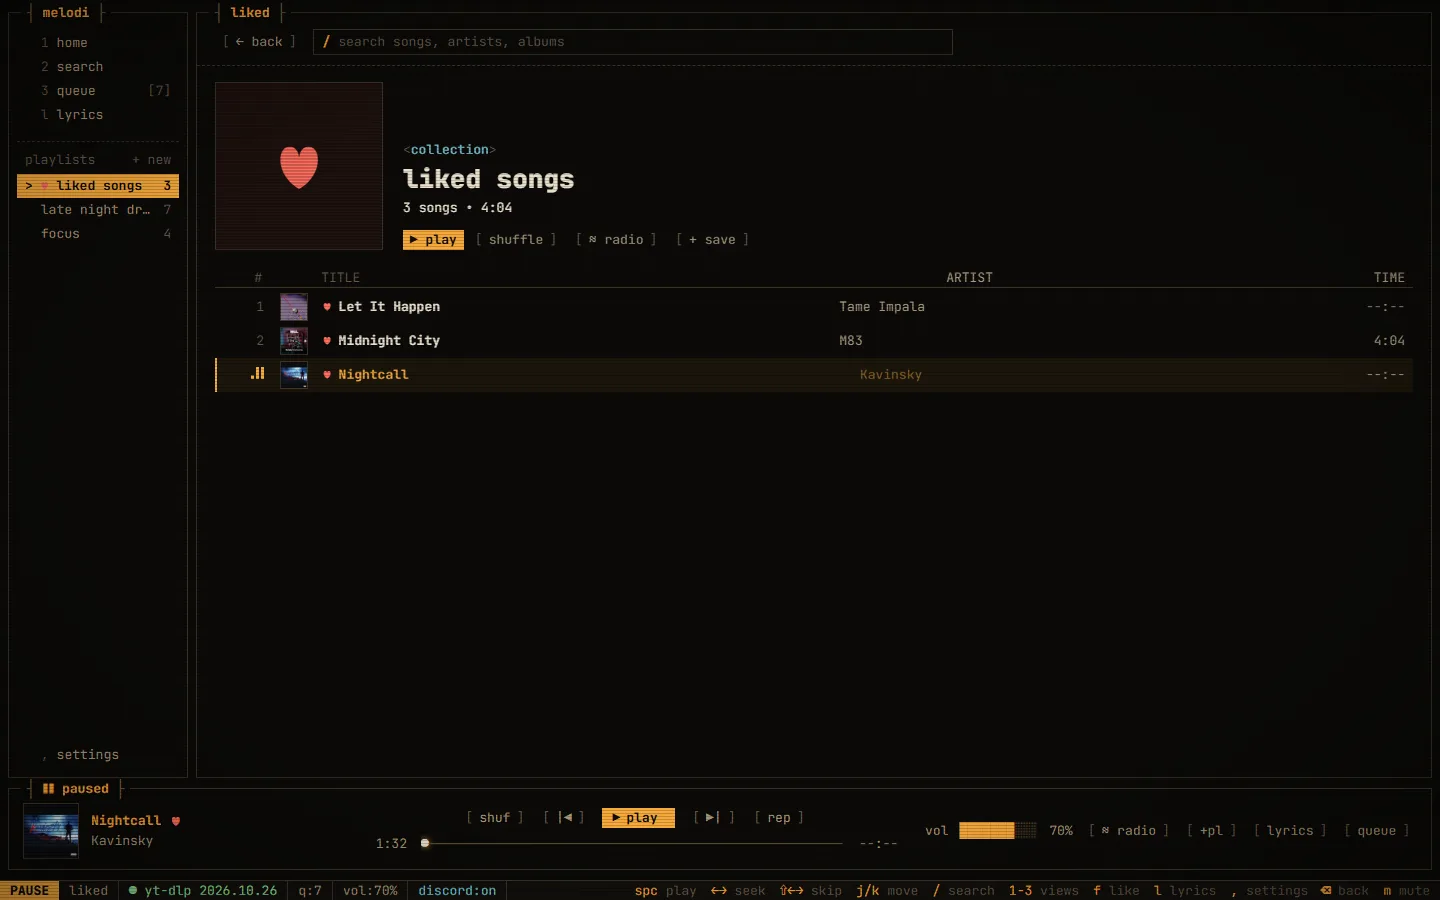 melodi
1 home
2 search
3 queue [7]
l lyrics
playlists + new
> ♥ liked songs 3
late night dr… 7
focus 4
, settings
liked
[ ← back ] / search songs, artists, albums
<collection>
liked songs
3 songs • 4:04
▶ play [ shuffle ] [ ≈ radio ] [ + save ]
# TITLE ARTIST TIME
1 ♥ Let It Happen Tame Impala --:--
2 ♥ Midnight City M83 4:04
♥ Nightcall Kavinsky --:--
paused
Nightcall ♥
Kavinsky
[ shuf ] [ |◀ ] ▶ play [ ▶| ] [ rep ]
1:32 --:--
vol 70% [ ≈ radio ] [ +pl ] [ lyrics ] [ queue ]
PAUSE liked ● yt-dlp 2026.10.26 q:7 vol:70% discord:on spc play ←→ seek ⇧←→ skip j/k move / search 1-3 views f like l lyrics , settings ⌫ back m mute